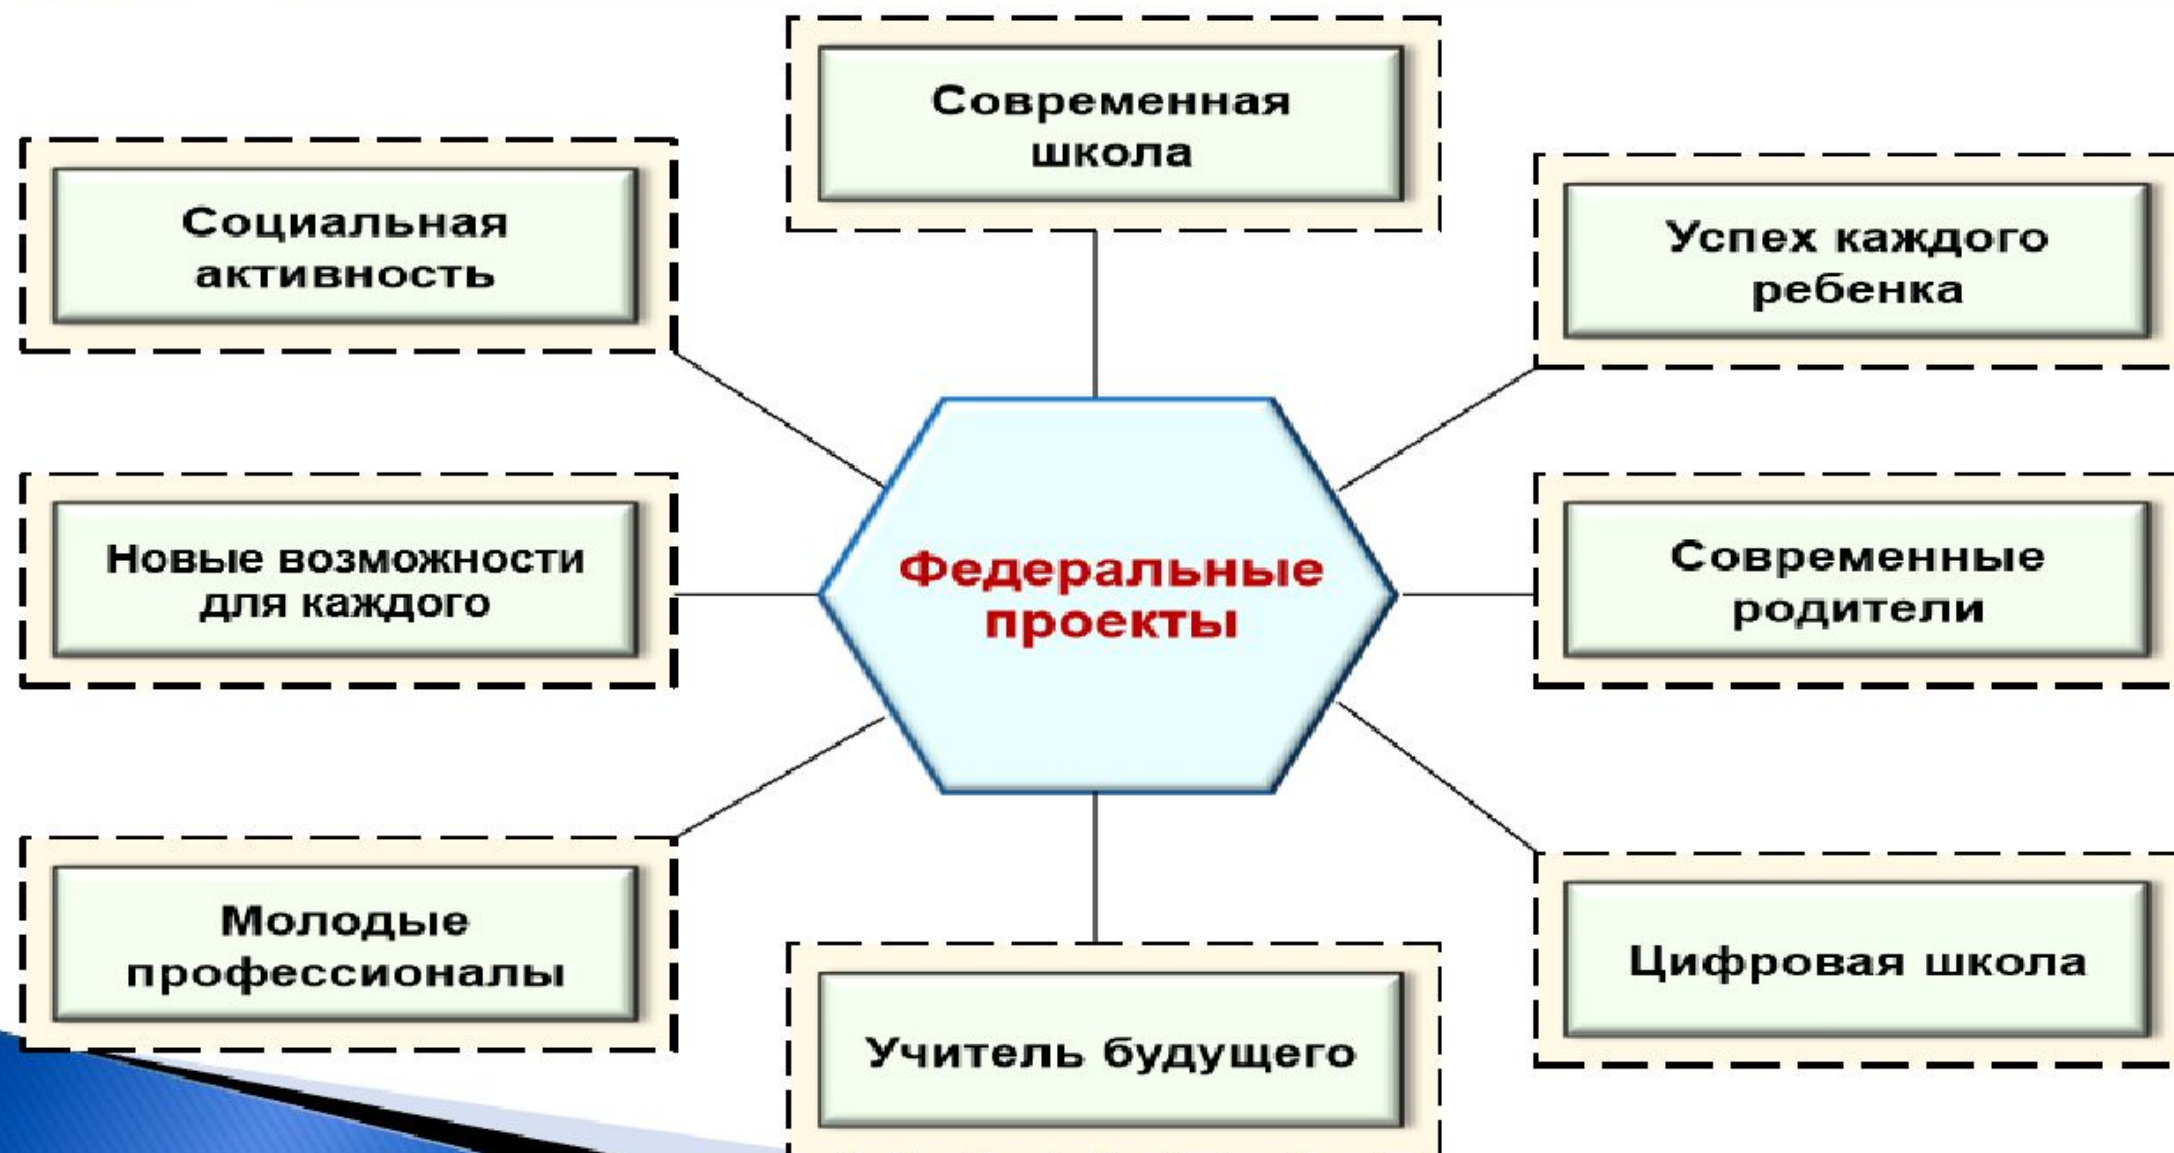 Современная
школа
Социальная
активность
Успех каждого
ребенка
Новые возможности
для каждого
Федеральные
проекты
Современные
родители
Молодые
профессионалы
Учитель будущего
Цифровая школа